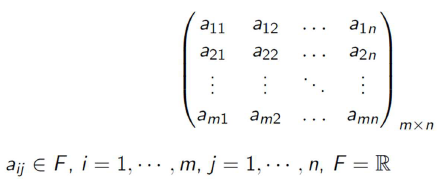 a₁₁ a₁₂ … a₁ₙ
a₂₁ a₂₂ … a₂ₙ
⋮ ⋮ ⋱ ⋮
aₘ₁ aₘ₂ … aₘₙ
m×n
aᵢⱼ ∈ F, i = 1, ⋯ , m, j = 1, ⋯ , n, F = ℝ